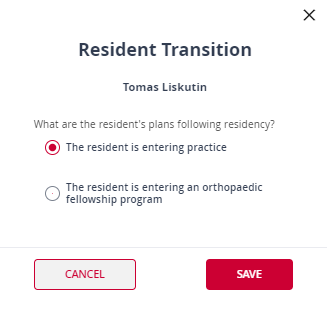 Resident Transition
Tomas Liskutin
What are the resident's plans following residency?
The resident is entering practice
The resident is entering an orthopaedic
fellowship program
CANCEL
SAVE